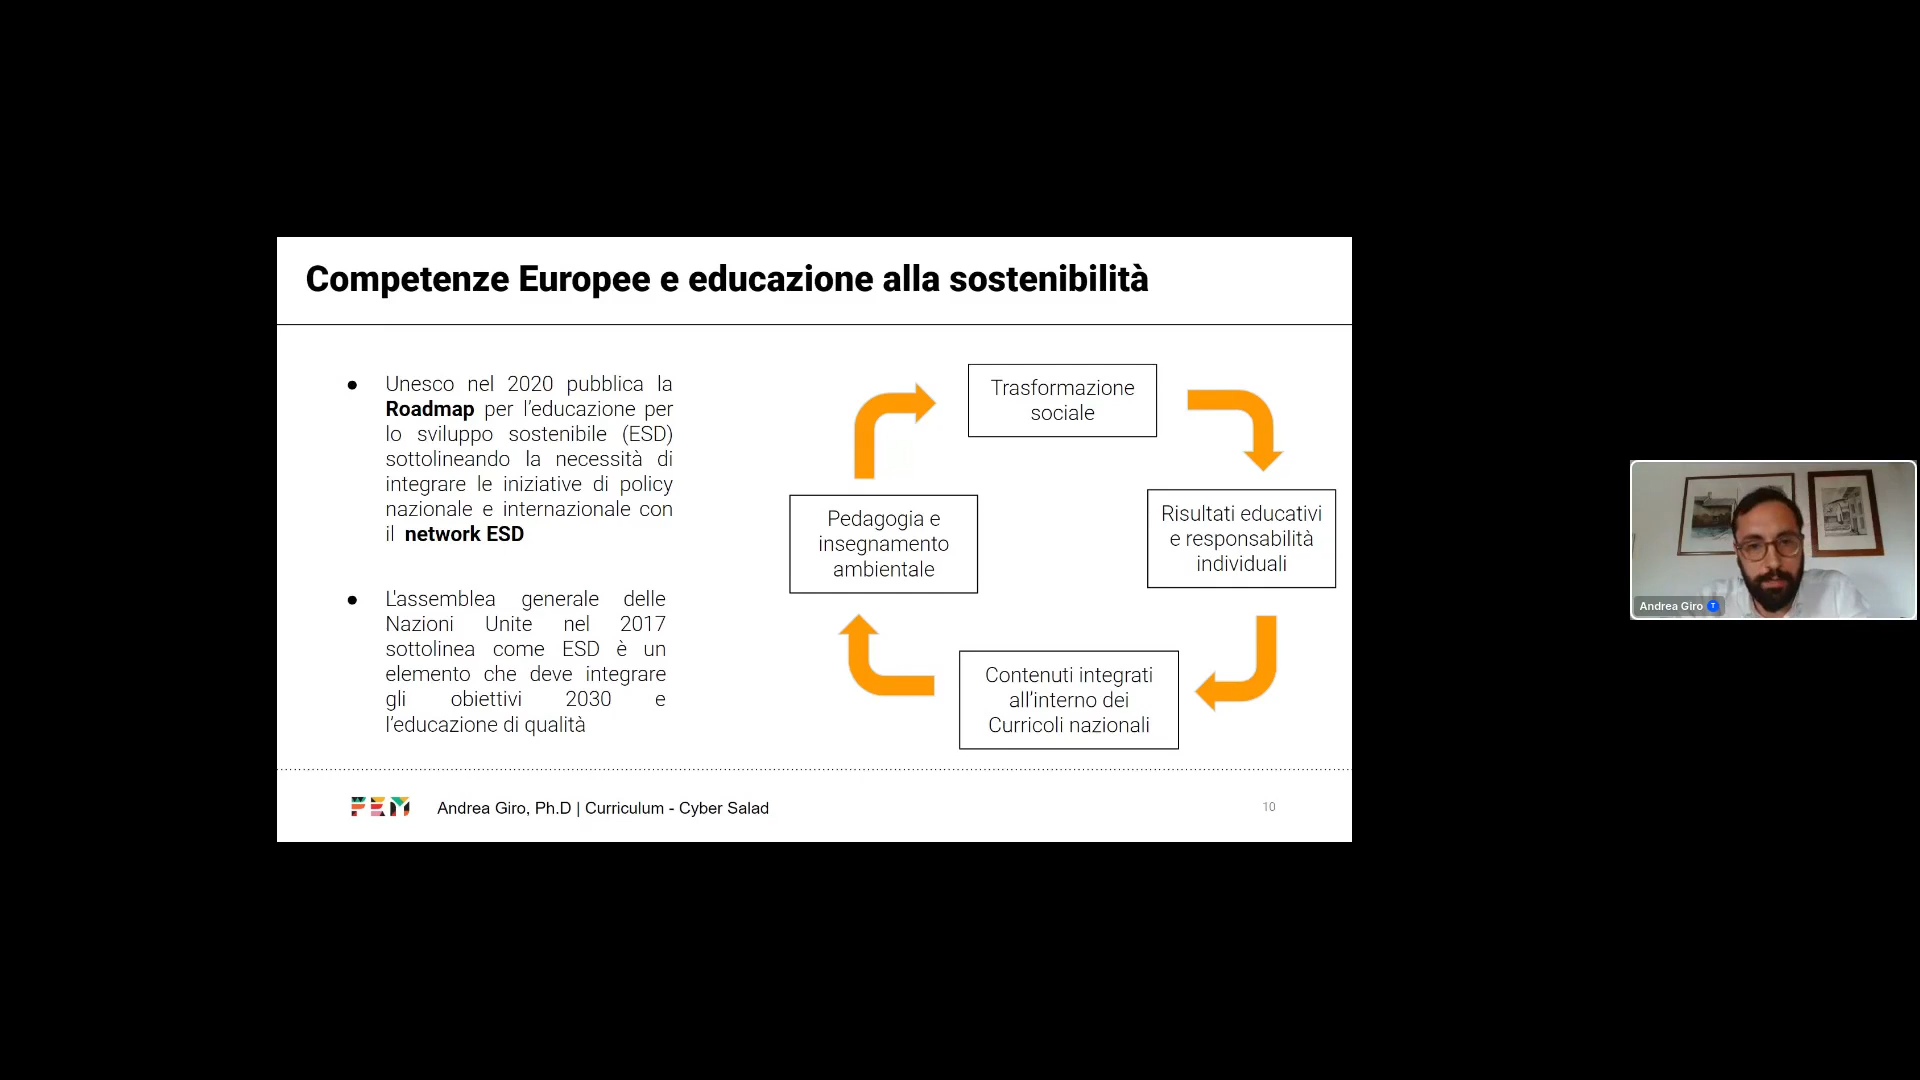 Competenze Europee e educazione alla sostenibilità
● Unesco nel 2020 pubblica la
Roadmap per l’educazione per
lo sviluppo sostenibile (ESD)
sottolineando la necessità di
integrare le iniziative di policy
nazionale e internazionale con
il network ESD
● L'assemblea generale delle
Nazioni Unite nel 2017
sottolinea come ESD è un
elemento che deve integrare
gli obiettivi 2030 e
l’educazione di qualità
Trasformazione
sociale
Risultati educativi
e responsabilità
individuali
Contenuti integrati
all’interno dei
Curricoli nazionali
Pedagogia e
insegnamento
ambientale
FEM
Andrea Giro, Ph.D | Curriculum - Cyber Salad
10
Andrea Giro T